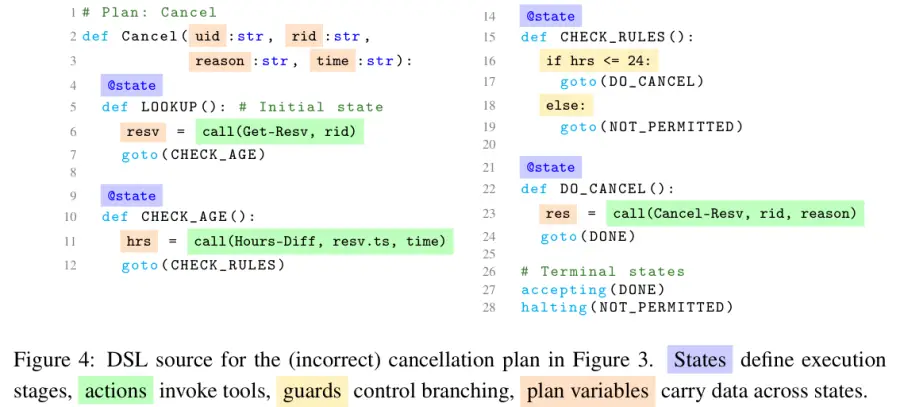 1 # Plan: Cancel
2 def Cancel( uid :str, rid :str,
3 reason :str, time :str):
4 @state
5 def LOOKUP(): # Initial state
6 resv = call(Get-Resv, rid)
7 goto(CHECK_AGE)
8
9 @state
10 def CHECK_AGE():
11 hrs = call(Hours-Diff, resv.ts, time)
12 goto(CHECK_RULES)
14 @state
15 def CHECK_RULES():
16 if hrs <= 24:
17 goto(DO_CANCEL)
18 else:
19 goto(NOT_PERMITTED)
20
21 @state
22 def DO_CANCEL():
23 res = call(Cancel-Resv, rid, reason)
24 goto(DONE)
25
26 # Terminal states
27 accepting(DONE)
28 halting(NOT_PERMITTED)
Figure 4: DSL source for the (incorrect) cancellation plan in Figure 3. States define execution
stages, actions invoke tools, guards control branching, plan variables carry data across states.